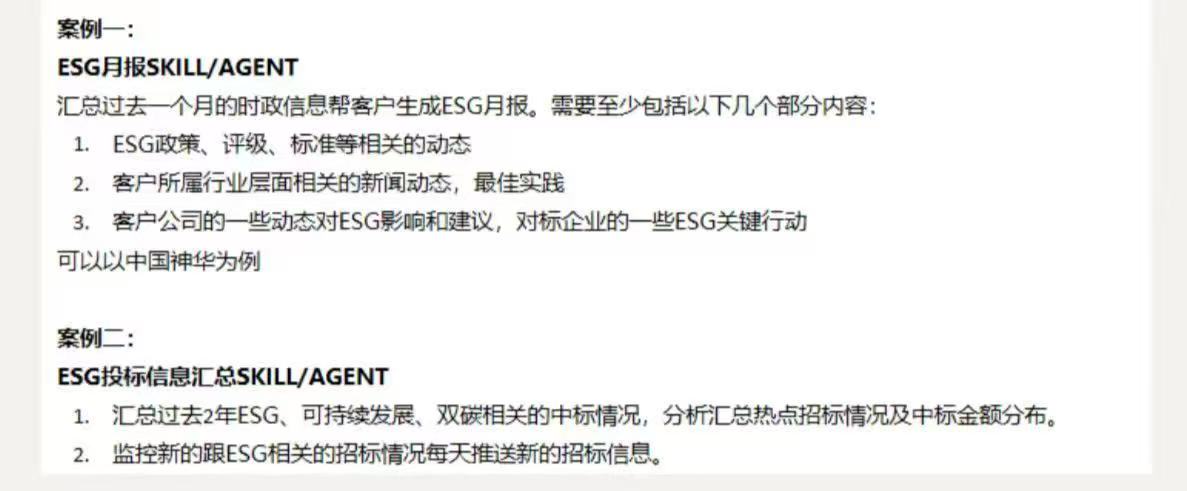 案例一：
ESG月报SKILL/AGENT
汇总过去一个月的时政信息帮客户生成ESG月报。需要至少包括以下几个部分内容：
1. ESG政策、评级、标准等相关的动态
2. 客户所属行业层面相关的新闻动态，最佳实践
3. 客户公司的一些动态对ESG影响和建议，对标企业的一些ESG关键行动
可以以中国神华为例
案例二：
ESG投标信息汇总SKILL/AGENT
1. 汇总过去2年ESG、可持续发展、双碳相关的中标情况，分析汇总热点招标情况及中标金额分布。
2. 监控新的跟ESG相关的招标情况每天推送新的招标信息。